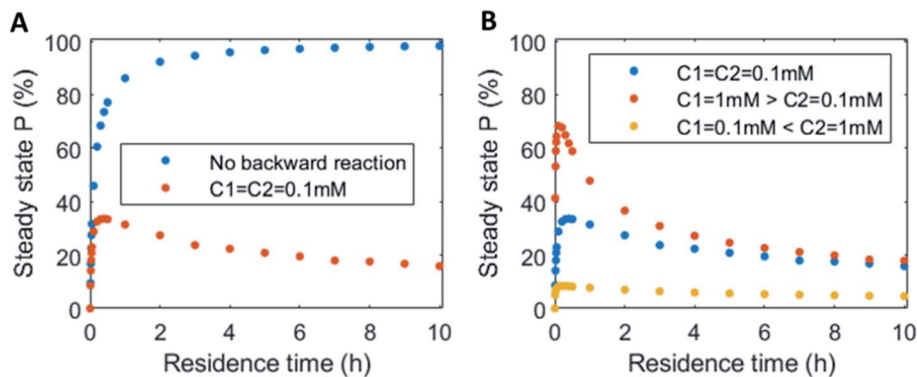 A
Steady state P (%)
100
80
60
40
20
0
No backward reaction
C1=C2=0.1mM
0 2 4 6 8 10
Residence time (h)
B
Steady state P (%)
100
80
60
40
20
0
C1=C2=0.1mM
C1=1mM > C2=0.1mM
C1=0.1mM < C2=1mM
0 2 4 6 8 10
Residence time (h)